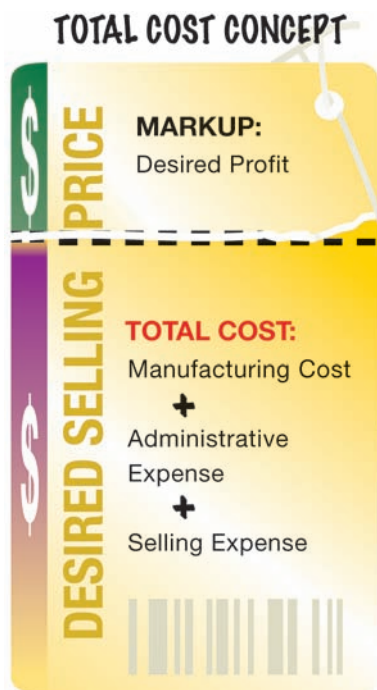 TOTAL COST CONCEPT
$
DESIRED SELLING PRICE
MARKUP:
Desired Profit
$
TOTAL COST:
Manufacturing Cost
+
Administrative
Expense
+
Selling Expense